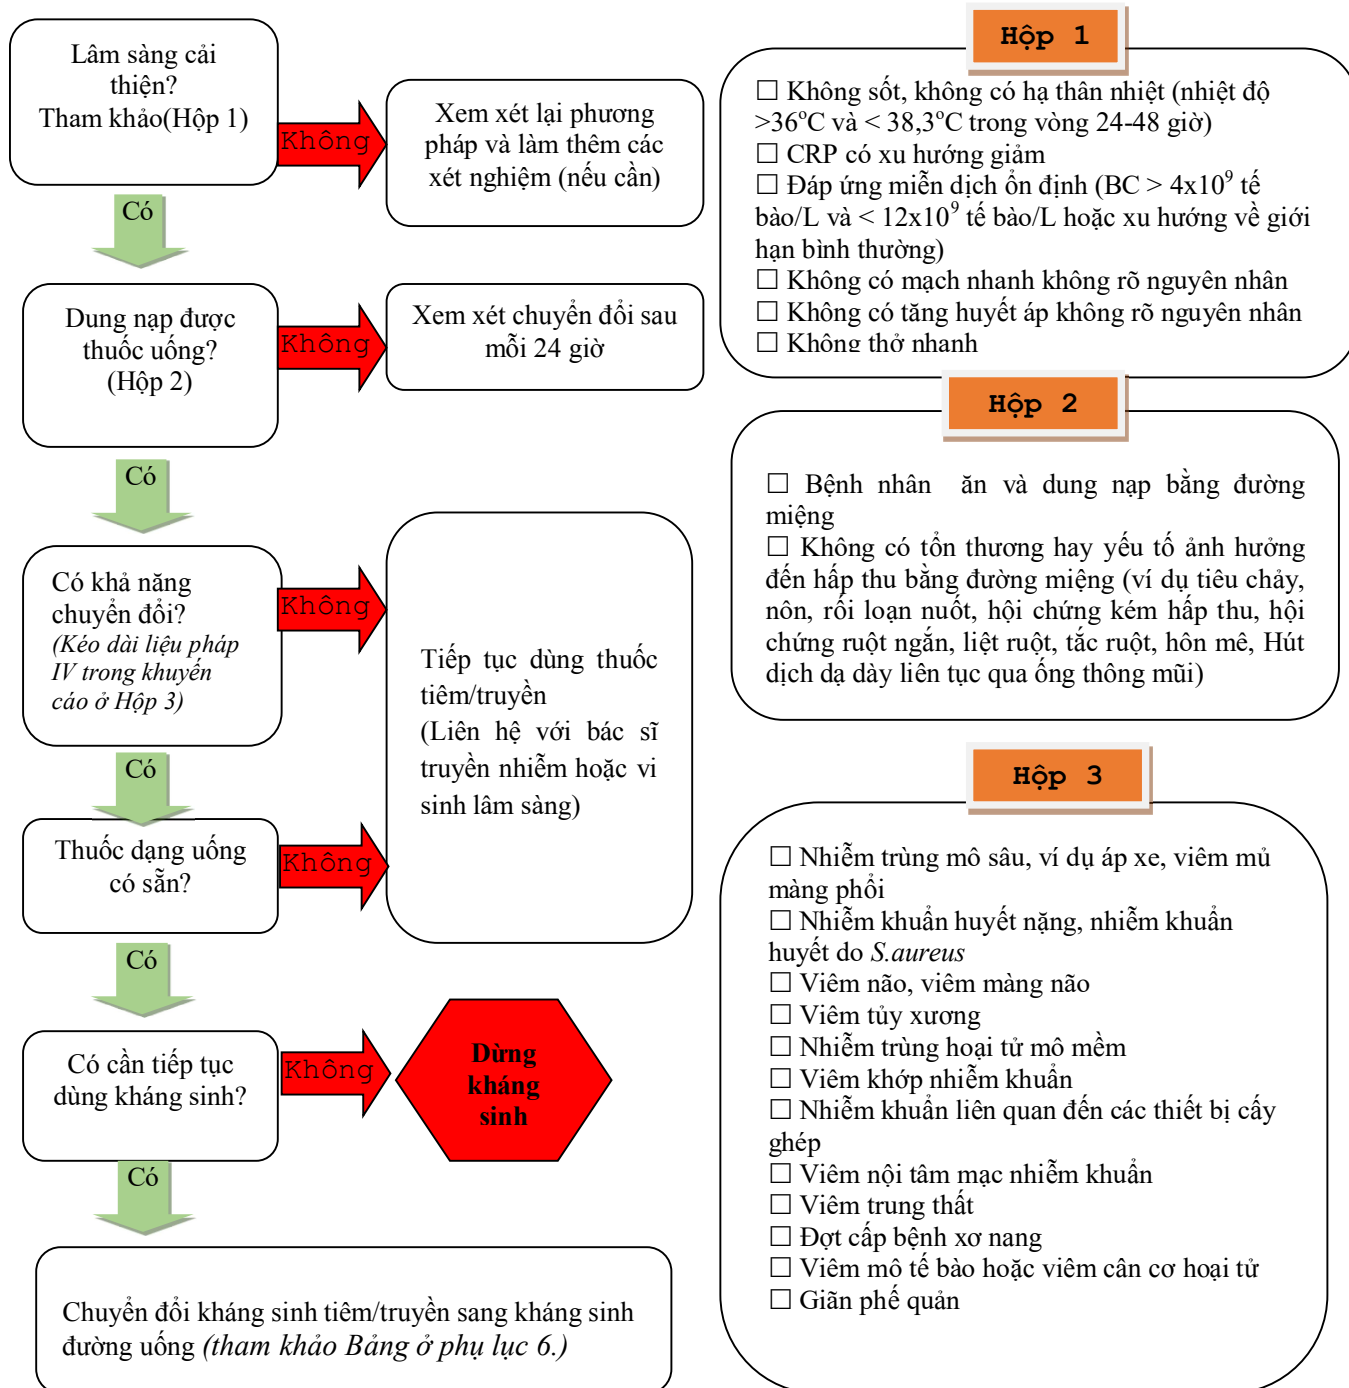 Lâm sàng cải
thiện?
Tham khảo(Hộp 1)
Không
Xem xét lại phương
pháp và làm thêm các
xét nghiệm (nếu cần)
Có
Dung nạp được
thuốc uống?
(Hộp 2)
Không
Xem xét chuyển đổi sau
mỗi 24 giờ
Có
Có khả năng
chuyển đổi?
(Kéo dài liệu pháp
IV trong khuyến
cáo ở Hộp 3)
Không
Tiếp tục dùng thuốc
tiêm/truyền
(Liên hệ với bác sĩ
truyền nhiễm hoặc vi
sinh lâm sàng)
Có
Thuốc dạng uống
có sẵn?
Không
Có
Có cần tiếp tục
dùng kháng sinh?
Không
Dừng
kháng
sinh
Có
Chuyển đổi kháng sinh tiêm/truyền sang kháng sinh
đường uống (tham khảo Bảng ở phụ lục 6.)
Hộp 1
☐ Không sốt, không có hạ thân nhiệt (nhiệt độ
>36°C và < 38,3°C trong vòng 24-48 giờ)
☐ CRP có xu hướng giảm
☐ Đáp ứng miễn dịch ổn định (BC > 4x10⁹ tế
bào/L và < 12x10⁹ tế bào/L hoặc xu hướng về giới
hạn bình thường)
☐ Không có mạch nhanh không rõ nguyên nhân
☐ Không có tăng huyết áp không rõ nguyên nhân
☐ Không thở nhanh
Hộp 2
☐ Bệnh nhân ăn và dung nạp bằng đường
miệng
☐ Không có tổn thương hay yếu tố ảnh hưởng
đến hấp thu bằng đường miệng (ví dụ tiêu chảy,
nôn, rối loạn nuốt, hội chứng kém hấp thu, hội
chứng ruột ngắn, liệt ruột, tắc ruột, hôn mê, Hút
dịch dạ dày liên tục qua ống thông mũi)
Hộp 3
☐ Nhiễm trùng mô sâu, ví dụ áp xe, viêm mủ
màng phổi
☐ Nhiễm khuẩn huyết nặng, nhiễm khuẩn
huyết do S.aureus
☐ Viêm não, viêm màng não
☐ Viêm tủy xương
☐ Nhiễm trùng hoại tử mô mềm
☐ Viêm khớp nhiễm khuẩn
☐ Nhiễm khuẩn liên quan đến các thiết bị cấy
ghép
☐ Viêm nội tâm mạc nhiễm khuẩn
☐ Viêm trung thất
☐ Đợt cấp bệnh xơ nang
☐ Viêm mô tế bào hoặc viêm cân cơ hoại tử
☐ Giãn phế quản